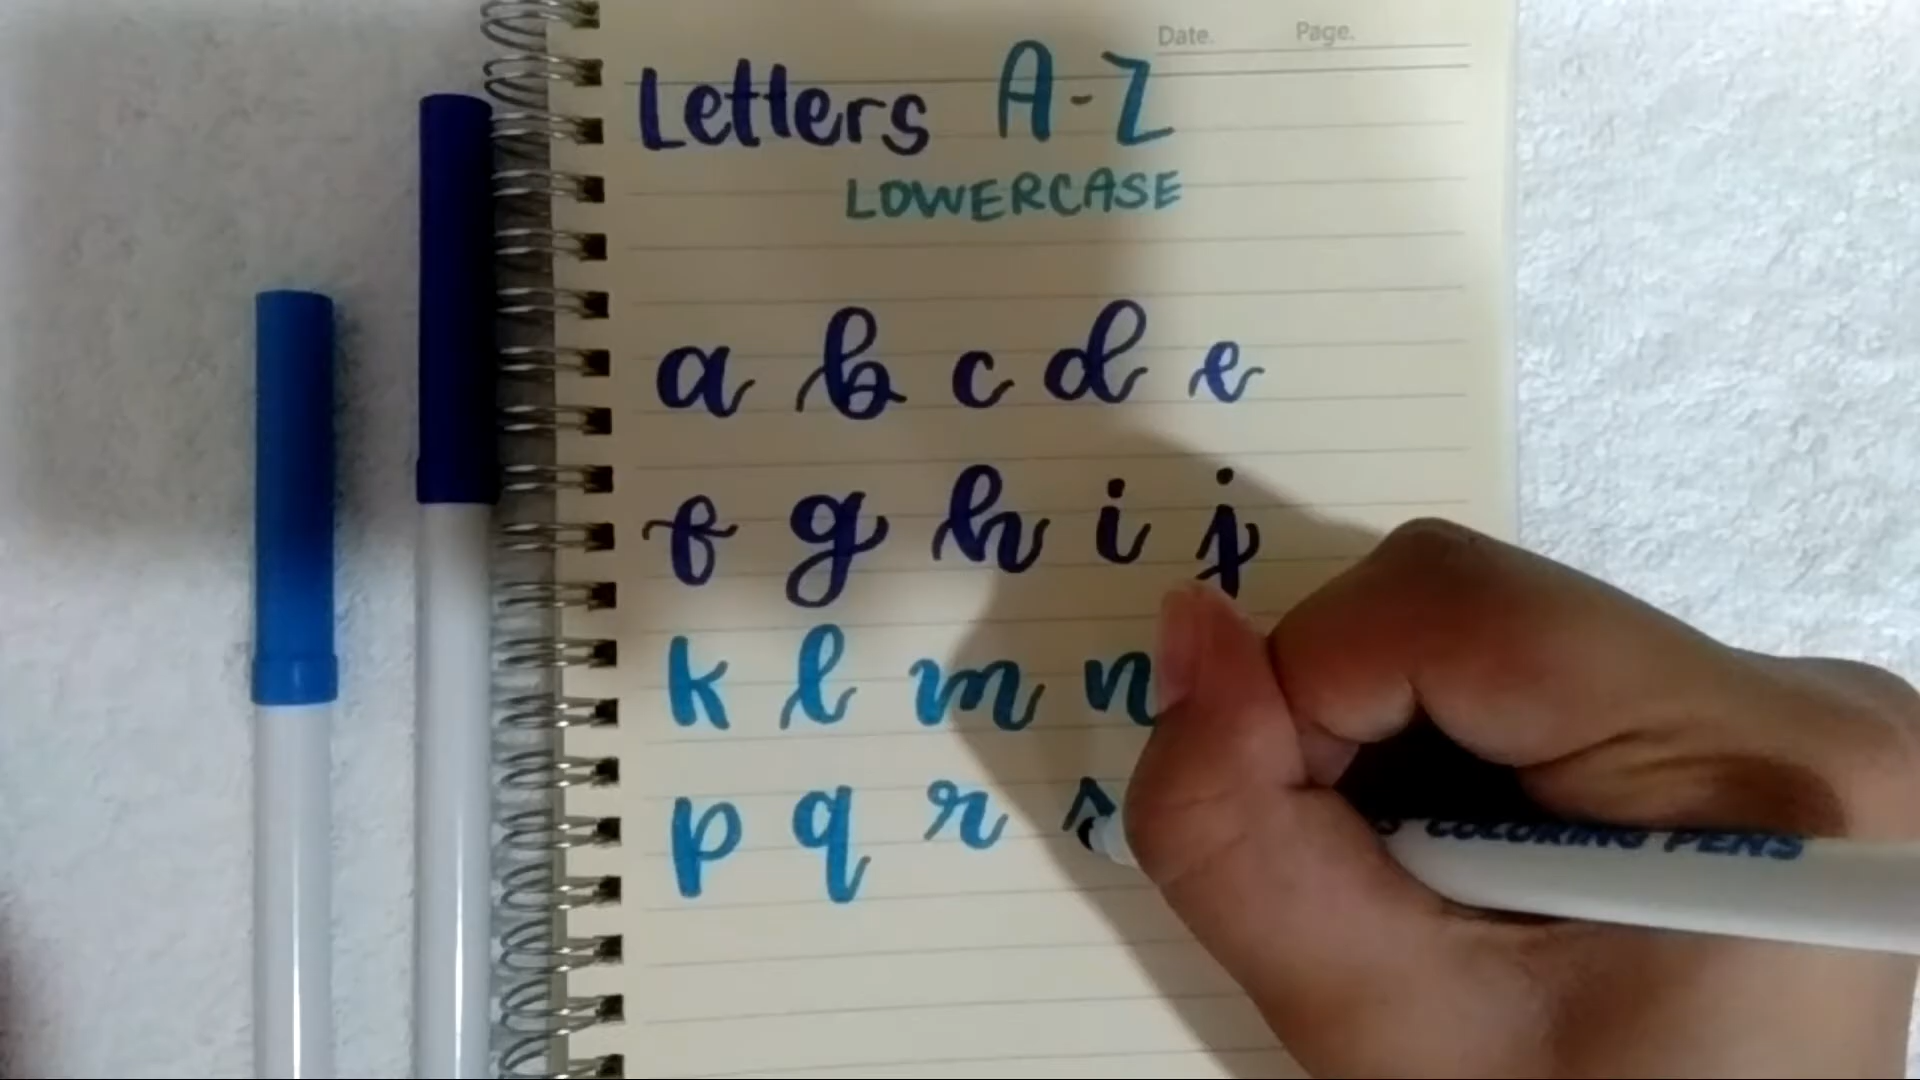 Date. Page.
Letters A-Z
LOWERCASE
a b c d e
f g h i j
k l m n
p q r s
COLORING PENS